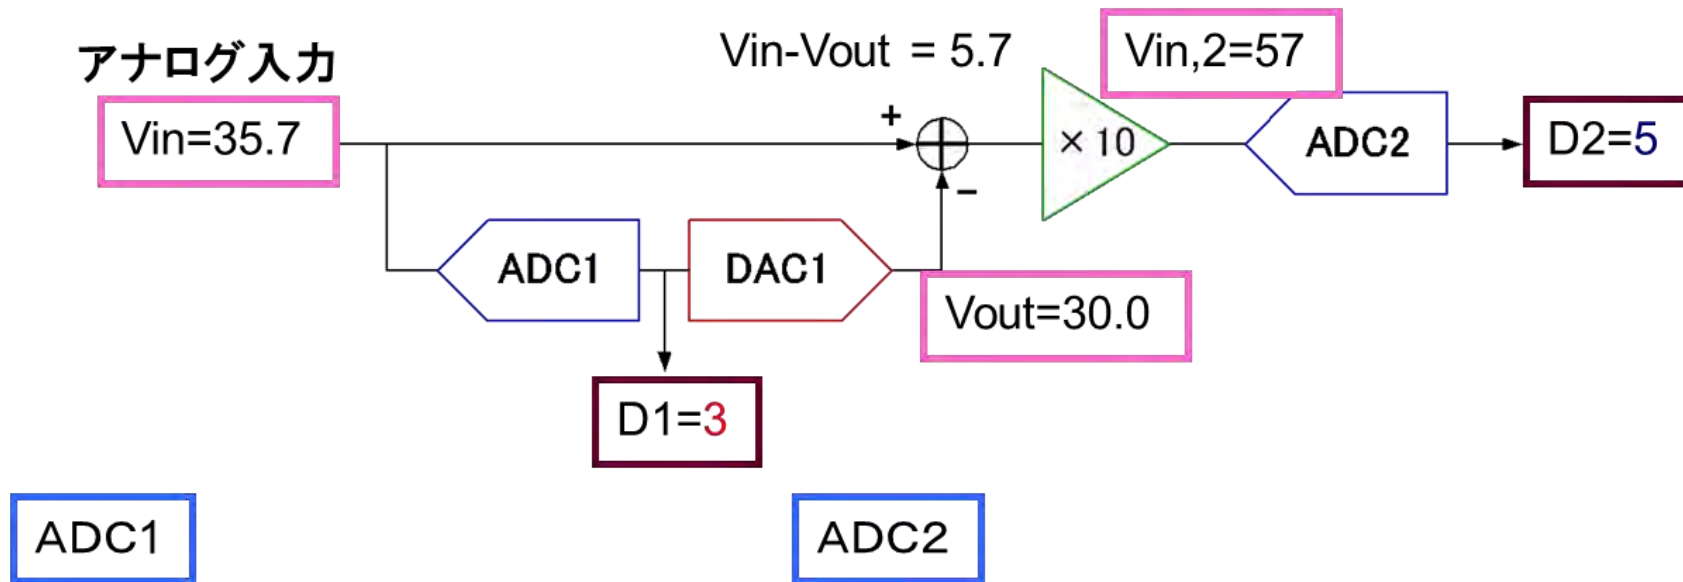 アナログ入力
Vin=35.7
Vin-Vout = 5.7
Vin,2=57
+
−
× 10
ADC2
D2=5
ADC1
DAC1
Vout=30.0
D1=3
ADC1
ADC2